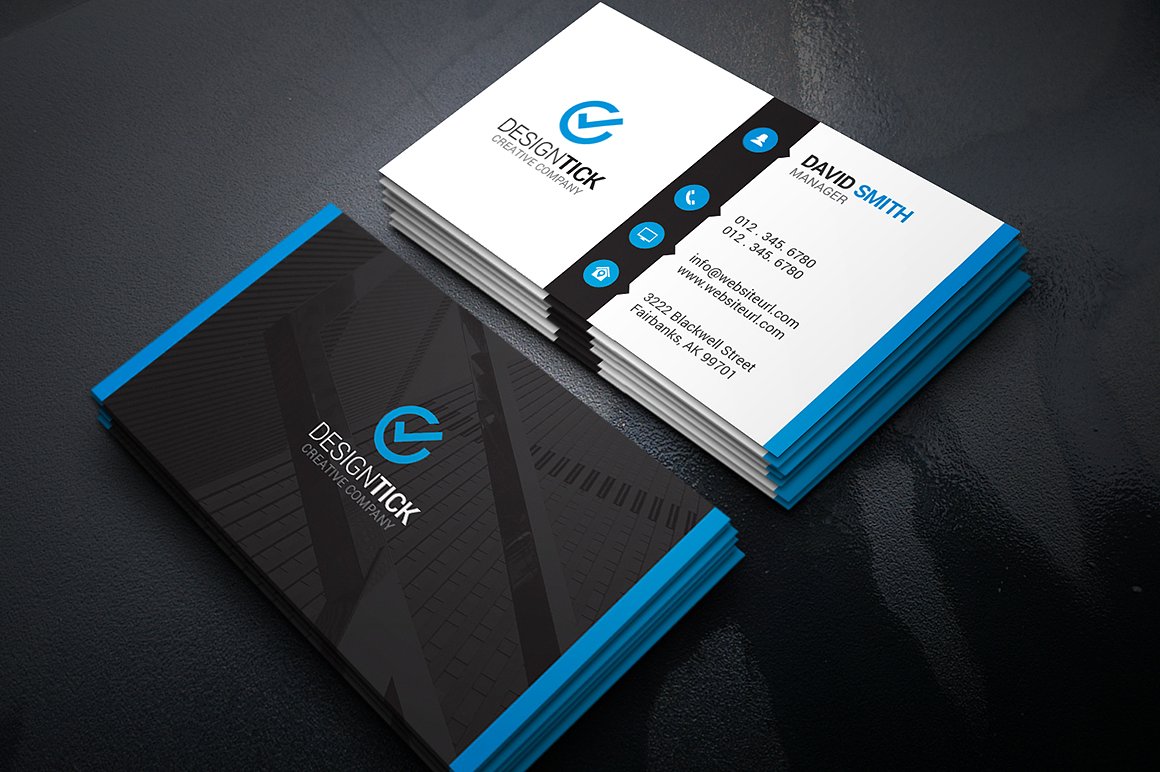 DESIGNTICK
CREATIVE COMPANY
DAVID SMITH
MANAGER
012 . 345. 6780
012 . 345. 6780
info@websiteurl.com
www.websiteurl.com
3222 Blackwell Street
Fairbanks, AK 99701
DESIGNTICK
CREATIVE COMPANY